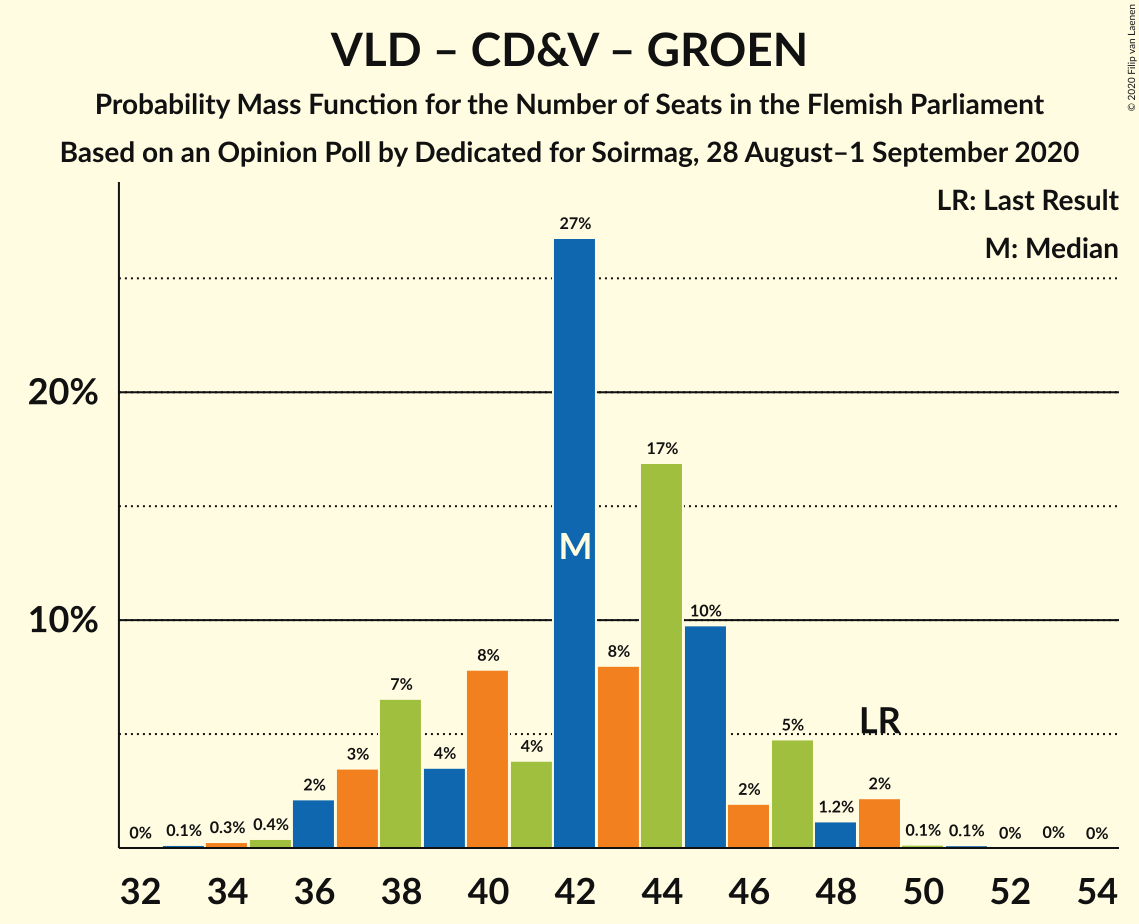 VLD – CD&V – GROEN
Probability Mass Function for the Number of Seats in the Flemish Parliament
Based on an Opinion Poll by Dedicated for Soirmag, 28 August–1 September 2020
© 2020 Filip van Laenen
LR: Last Result
M: Median
20%
10%
0%
0.1%
0.3%
0.4%
2%
3%
7%
4%
8%
4%
27%
M
8%
17%
10%
2%
5%
1.2%
LR
2%
0.1%
0.1%
0%
0%
0%
32 34 36 38 40 42 44 46 48 50 52 54